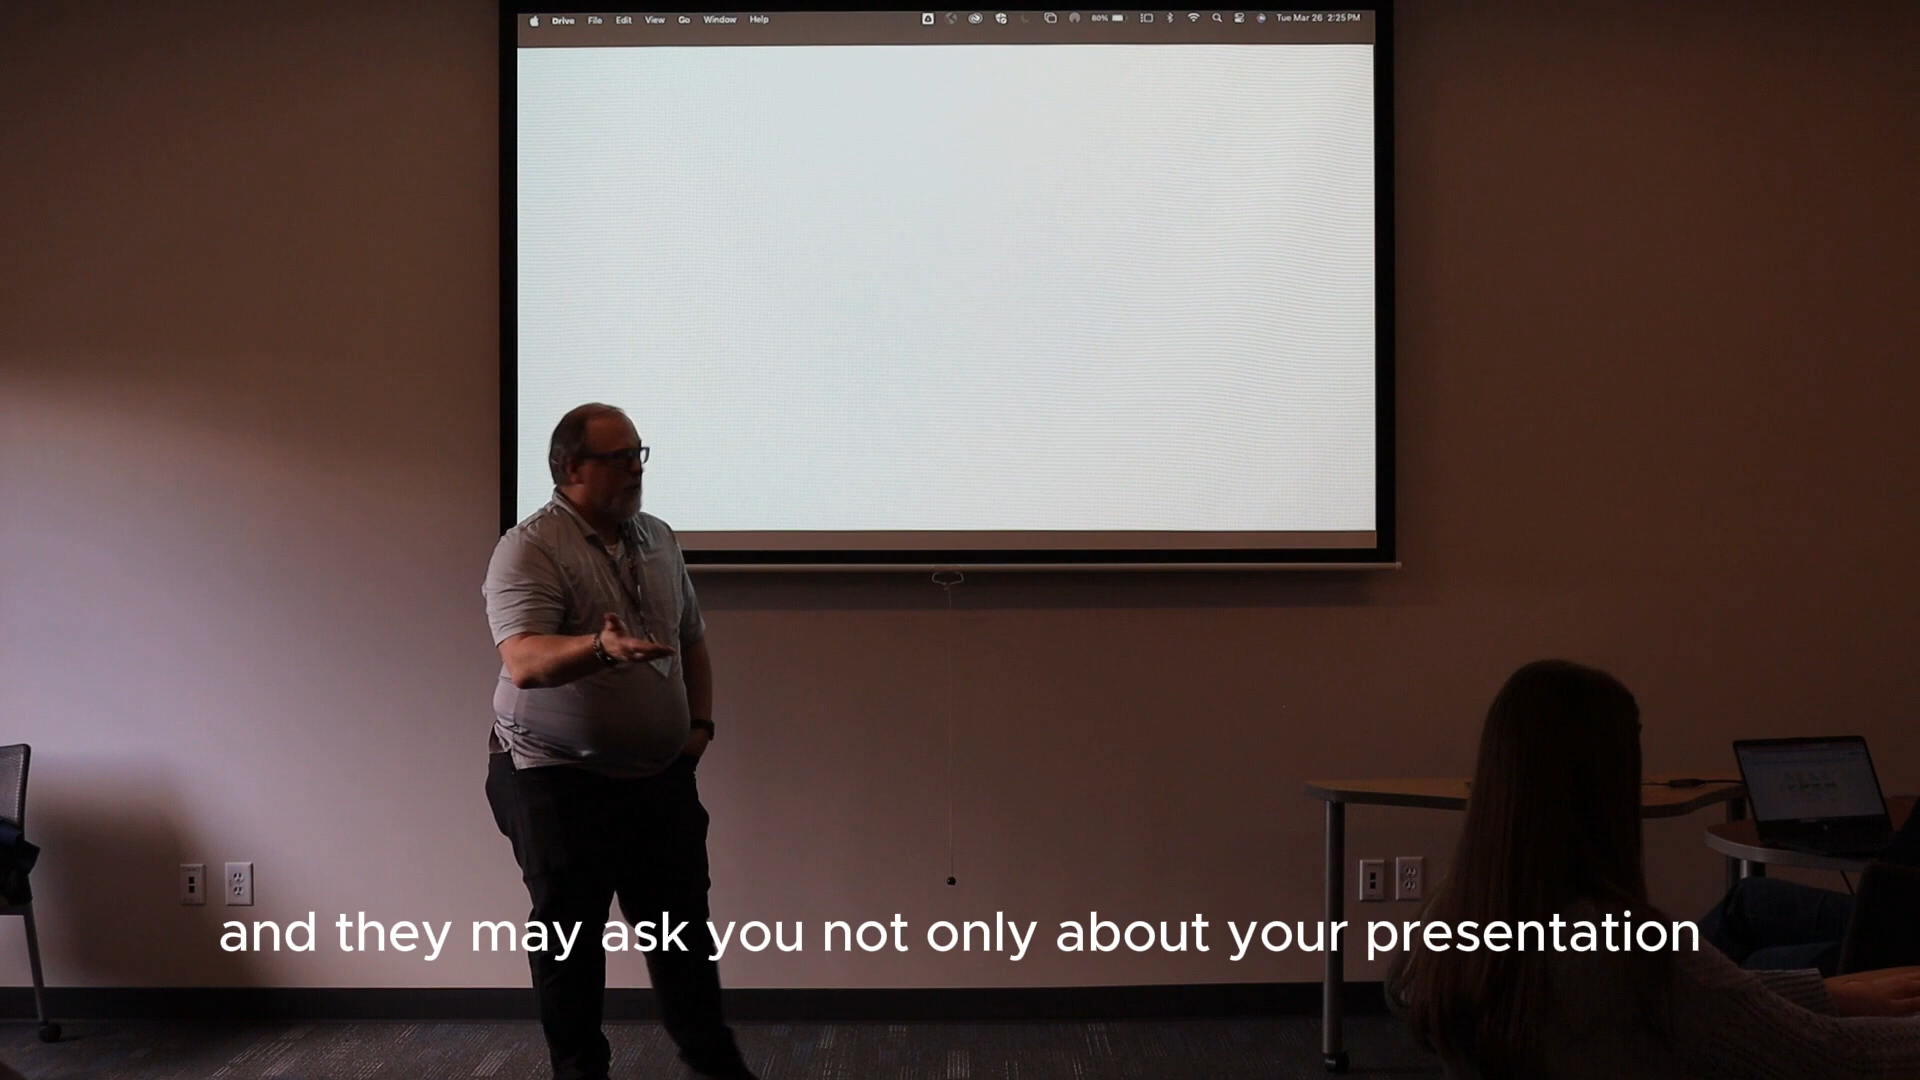 Drive File Edit View Go Window Help 80% Tue Mar 26 2:25 PM
and they may ask you not only about your presentation